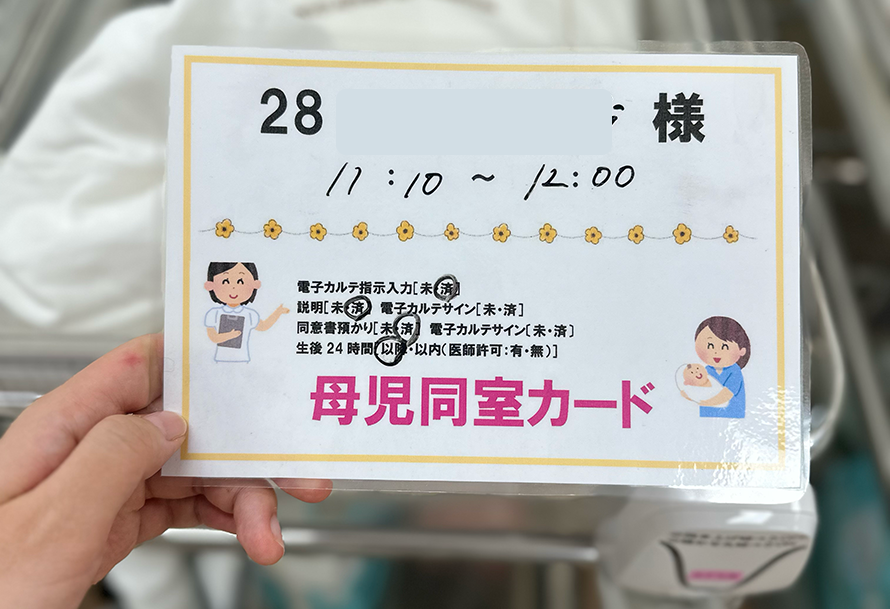 28 様
11:10 ~ 12:00
電子カルテ指示入力[未・済]
説明[未・済] 電子カルテサイン[未・済]
同意書預かり[未・済] 電子カルテサイン[未・済]
生後24時間[以降・以内(医師許可:有・無)]
母児同室カード